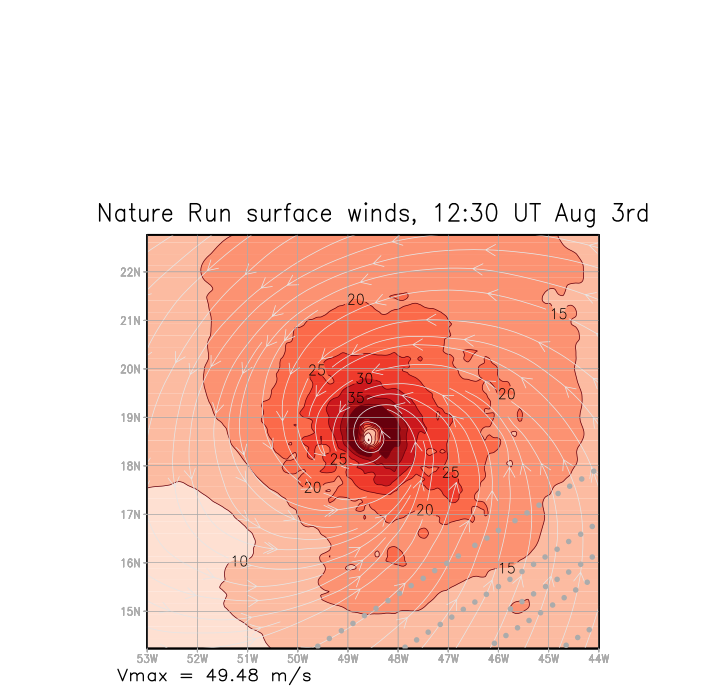 Nature Run surface winds, 12:30 UT Aug 3rd
22N
21N
20
15
20N
25
30
35
20
19N
25
18N
25
20
20
17N
10
16N
15
15N
53W 52W 51W 50W 49W 48W 47W 46W 45W 44W
Vmax = 49.48 m/s